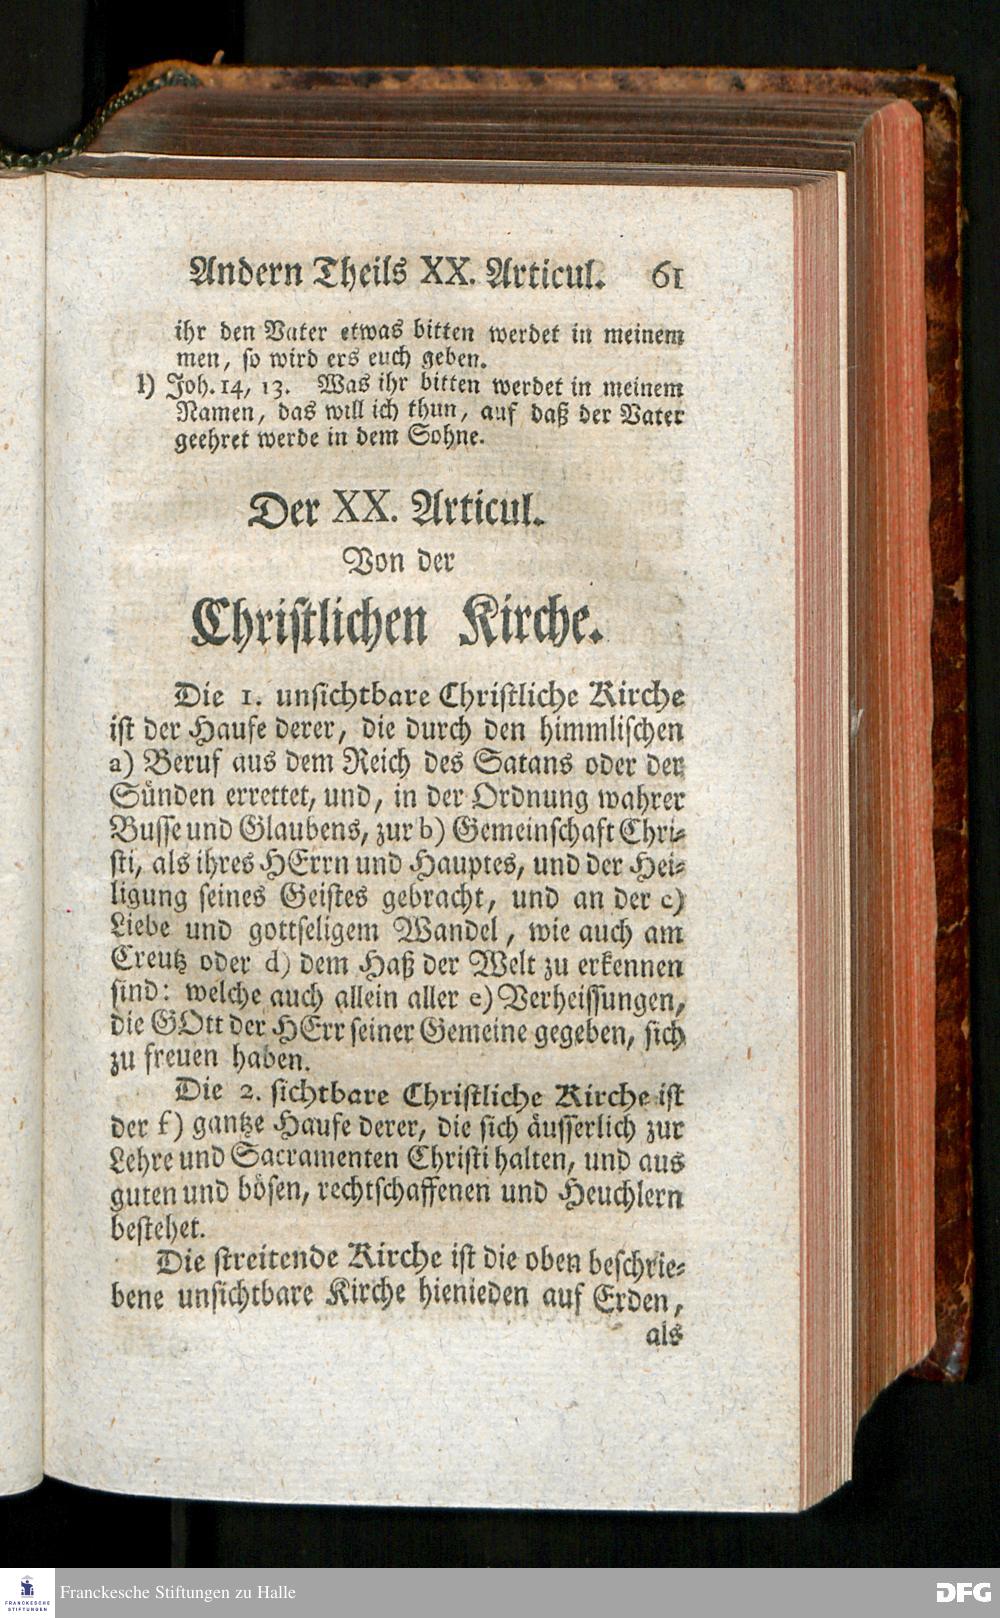 Andern Theils XX. Articul. 61
ihr den Vater etwas bitten werdet in meinem
men, so wird ers euch geben.
l) Joh. 14, 13. Was ihr bitten werdet in meinem
Namen, das will ich thun, auf daß der Vater
geehret werde in dem Sohne.
Der XX. Articul.
Von der
Christlichen Kirche.
Die 1. unsichtbare Christliche Kirche
ist der Haufe derer, die durch den himmlischen
a) Beruf aus dem Reich des Satans oder der
Sünden errettet, und, in der Ordnung wahrer
Busse und Glaubens, zur b) Gemeinschaft Chri-
sti, als ihres HErrn und Hauptes, und der Hei-
ligung seines Geistes gebracht, und an der c)
Liebe und gottseligem Wandel, wie auch am
Creutz oder d) dem Haß der Welt zu erkennen
sind: welche auch allein aller e) Verheissungen,
die GOtt der HErr seiner Gemeine gegeben, sich
zu freuen haben.
Die 2. sichtbare Christliche Kirche ist
der f) gantze Haufe derer, die sich äusserlich zur
Lehre und Sacramenten Christi halten, und aus
guten und bösen, rechtschaffenen und Heuchlern
bestehet.
Die streitende Kirche ist die oben beschrie-
bene unsichtbare Kirche hienieden auf Erden,
als
FRANCKESCHE
STIFTUNGEN
Franckesche Stiftungen zu Halle
DFG